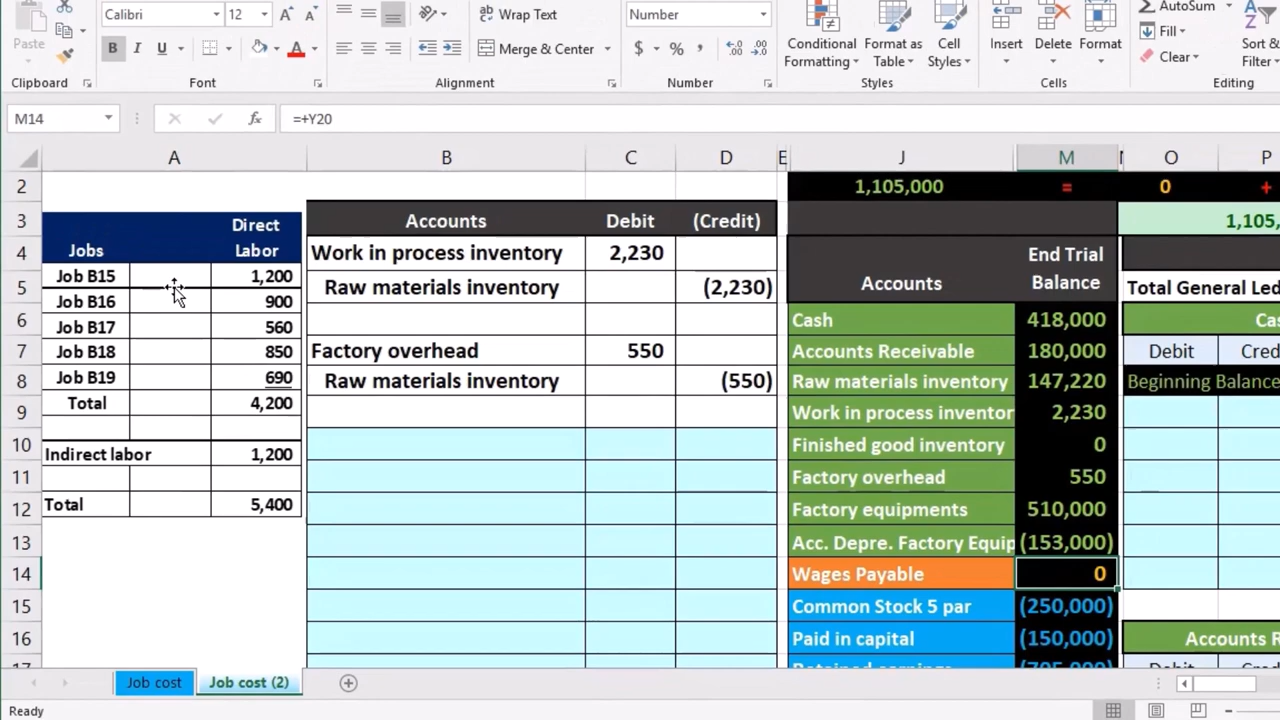 Calibri 12 Wrap Text Number AutoSum
Paste B I U A Merge & Center $ % , Conditional Formatting Format as Table Cell Styles Insert Delete Format Fill Clear Sort & Filter
Clipboard Font Alignment Number Styles Cells Editing
M14 fx =+Y20
A B C D E J M O P
2 1,105,000 = 0 +
3 Jobs Direct Labor Accounts Debit (Credit) 1,105,
4 Work in process inventory 2,230 Accounts End Trial Balance
Job B15 1,200
5 Raw materials inventory (2,230) Total General Led
Job B16 900
6 Cash 418,000 Cas
Job B17 560
7 Job B18 850 Factory overhead 550 Accounts Receivable 180,000 Debit Cred
8 Job B19 690 Raw materials inventory (550) Raw materials inventory 147,220 Beginning Balance
9 Total 4,200 Work in process inventor 2,230
10 Indirect labor 1,200 Finished good inventory 0
11 Factory overhead 550
12 Total 5,400 Factory equipments 510,000
13 Acc. Depre. Factory Equip (153,000)
14 Wages Payable 0
15 Common Stock 5 par (250,000)
16 Paid in capital (150,000) Accounts R
Job cost Job cost (2)
Ready